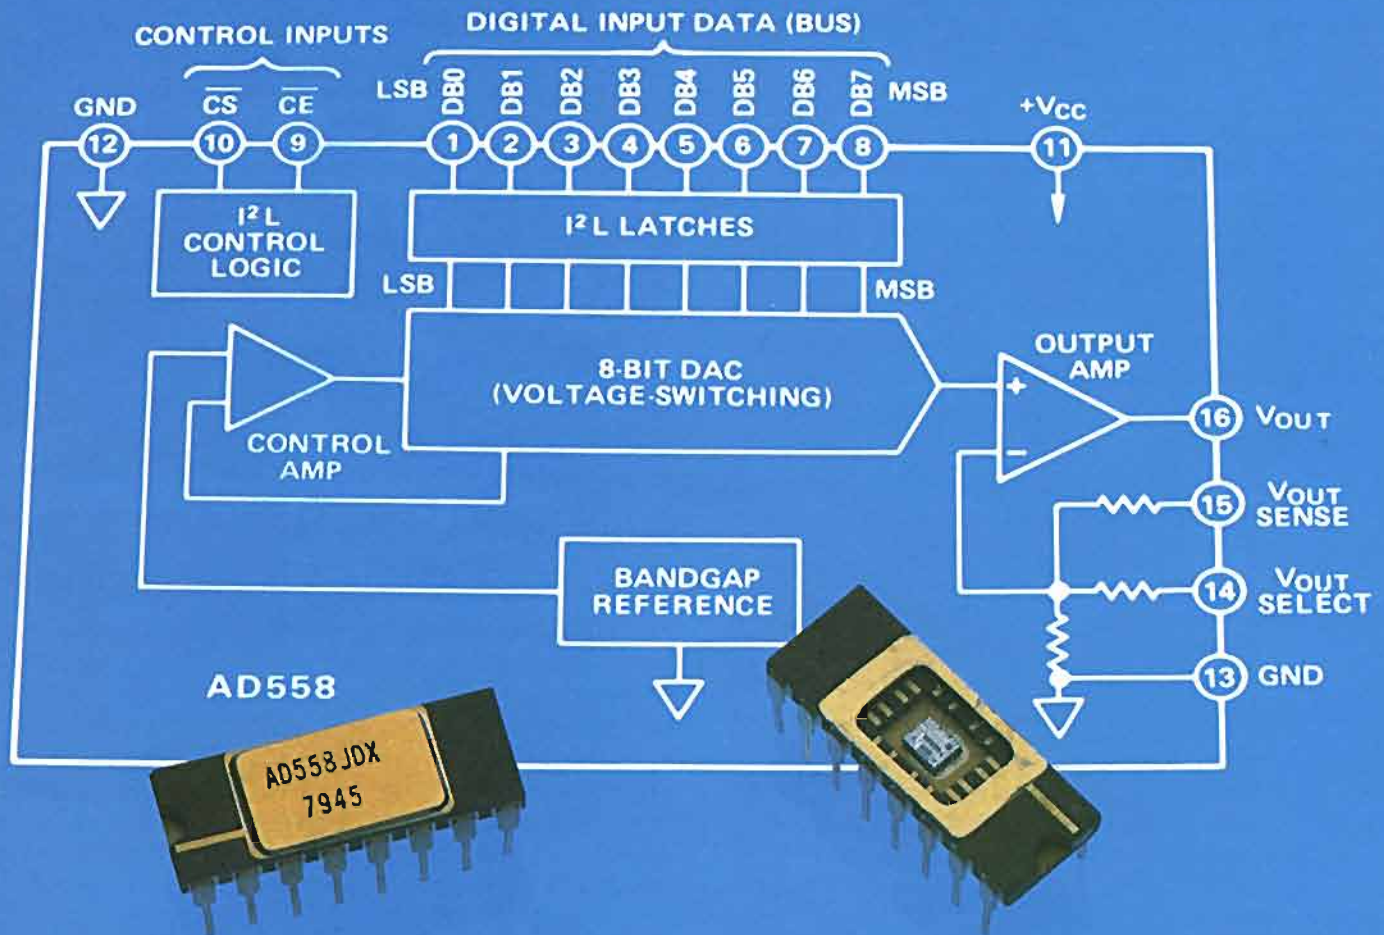 DIGITAL INPUT DATA (BUS)
CONTROL INPUTS
GND
CS
CE
LSB
DB0
DB1
DB2
DB3
DB4
DB5
DB6
DB7
MSB
+VCC
12
10
9
1
2
3
4
5
6
7
8
11
I²L
CONTROL
LOGIC
I²L LATCHES
LSB
MSB
8-BIT DAC
(VOLTAGE-SWITCHING)
CONTROL
AMP
OUTPUT
AMP
+
−
16 VOUT
15 VOUT
SENSE
14 VOUT
SELECT
13 GND
BANDGAP
REFERENCE
AD558
AD558JDX
7945